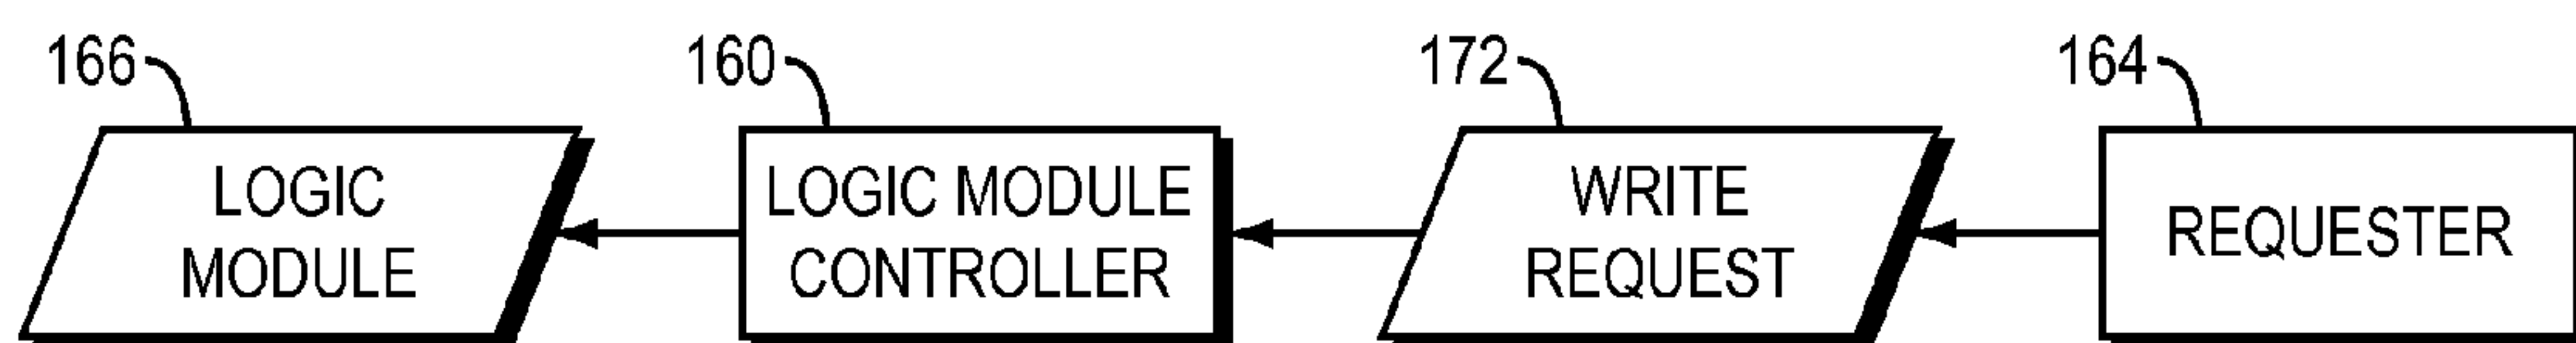 166
160
172
164
LOGIC
MODULE
LOGIC MODULE
CONTROLLER
WRITE
REQUEST
REQUESTER